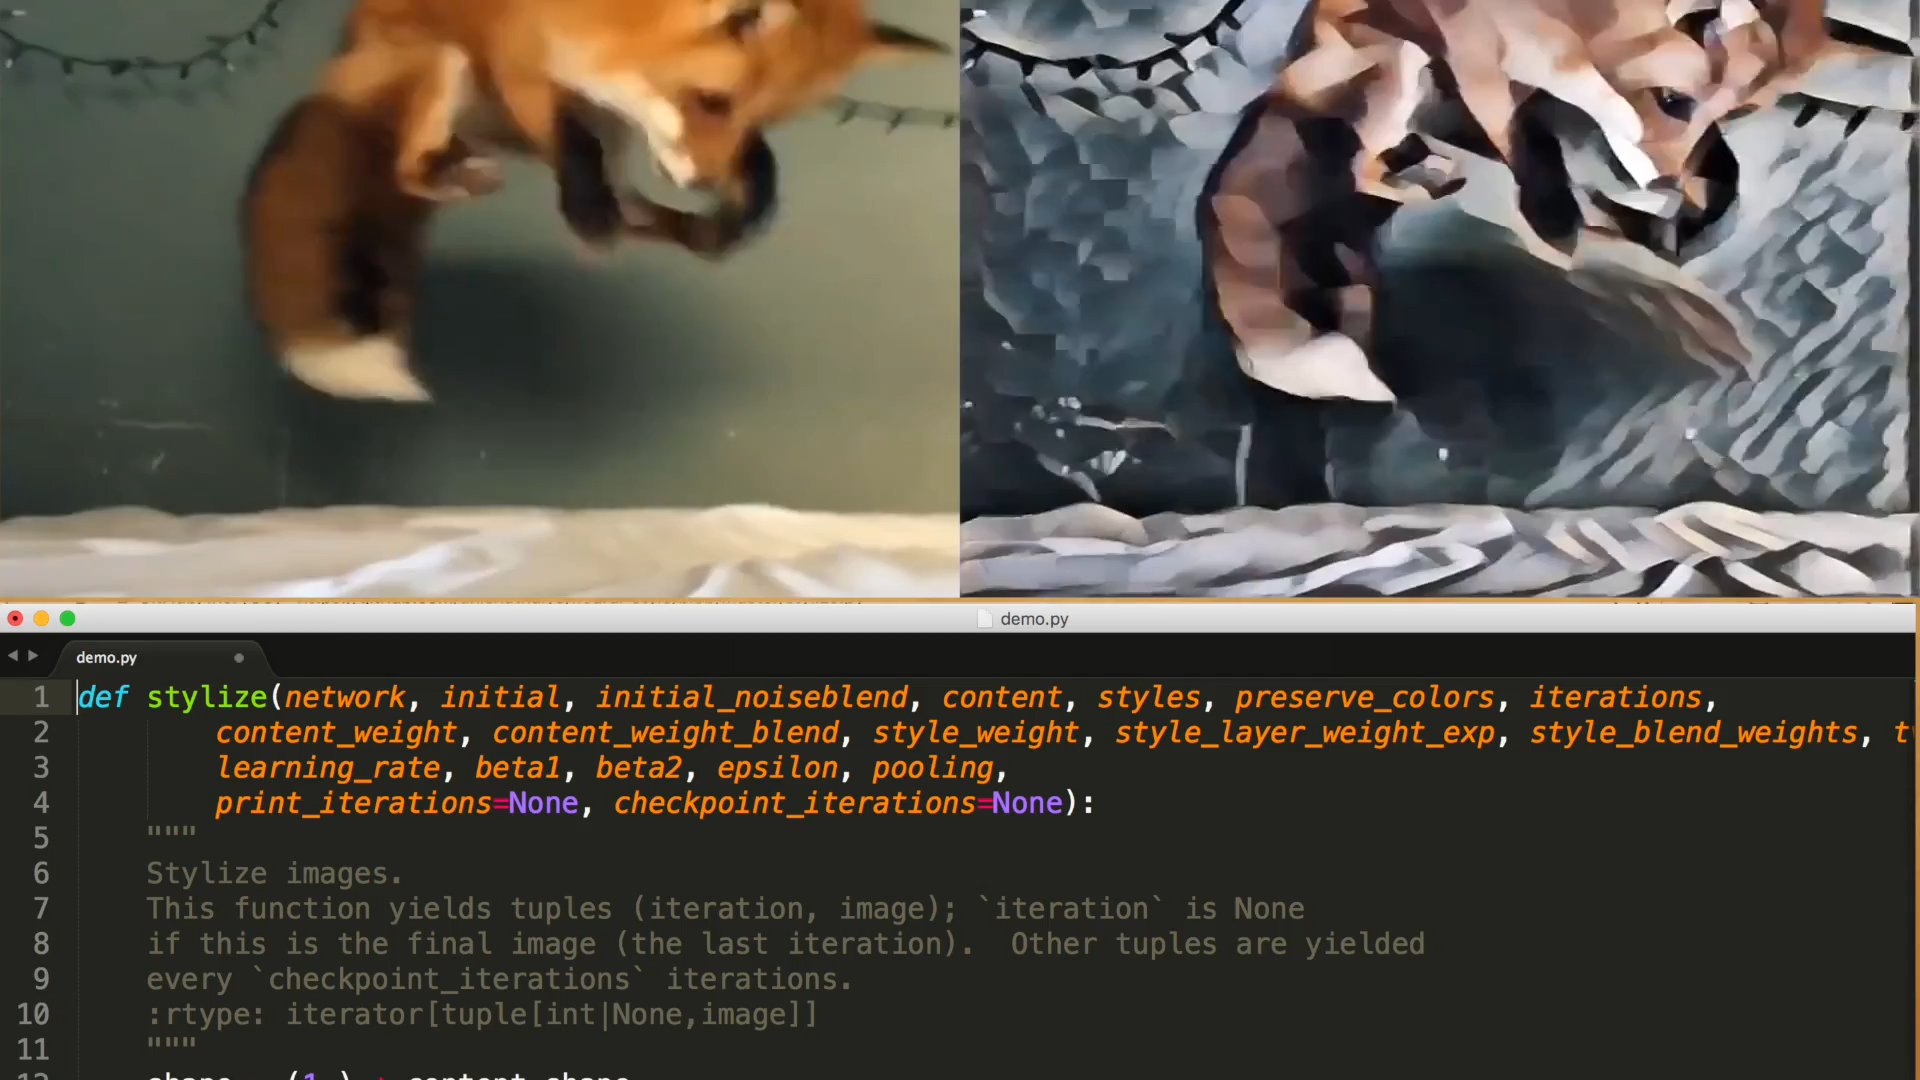 demo.py
demo.py
1 def stylize(network, initial, initial_noiseblend, content, styles, preserve_colors, iterations,
2 content_weight, content_weight_blend, style_weight, style_layer_weight_exp, style_blend_weights,
3 learning_rate, beta1, beta2, epsilon, pooling,
4 print_iterations=None, checkpoint_iterations=None):
5 """
6 Stylize images.
7 This function yields tuples (iteration, image); `iteration` is None
8 if this is the final image (the last iteration).  Other tuples are yielded
9 every `checkpoint_iterations` iterations.
10 :rtype: iterator[tuple[int|None,image]]
11 """